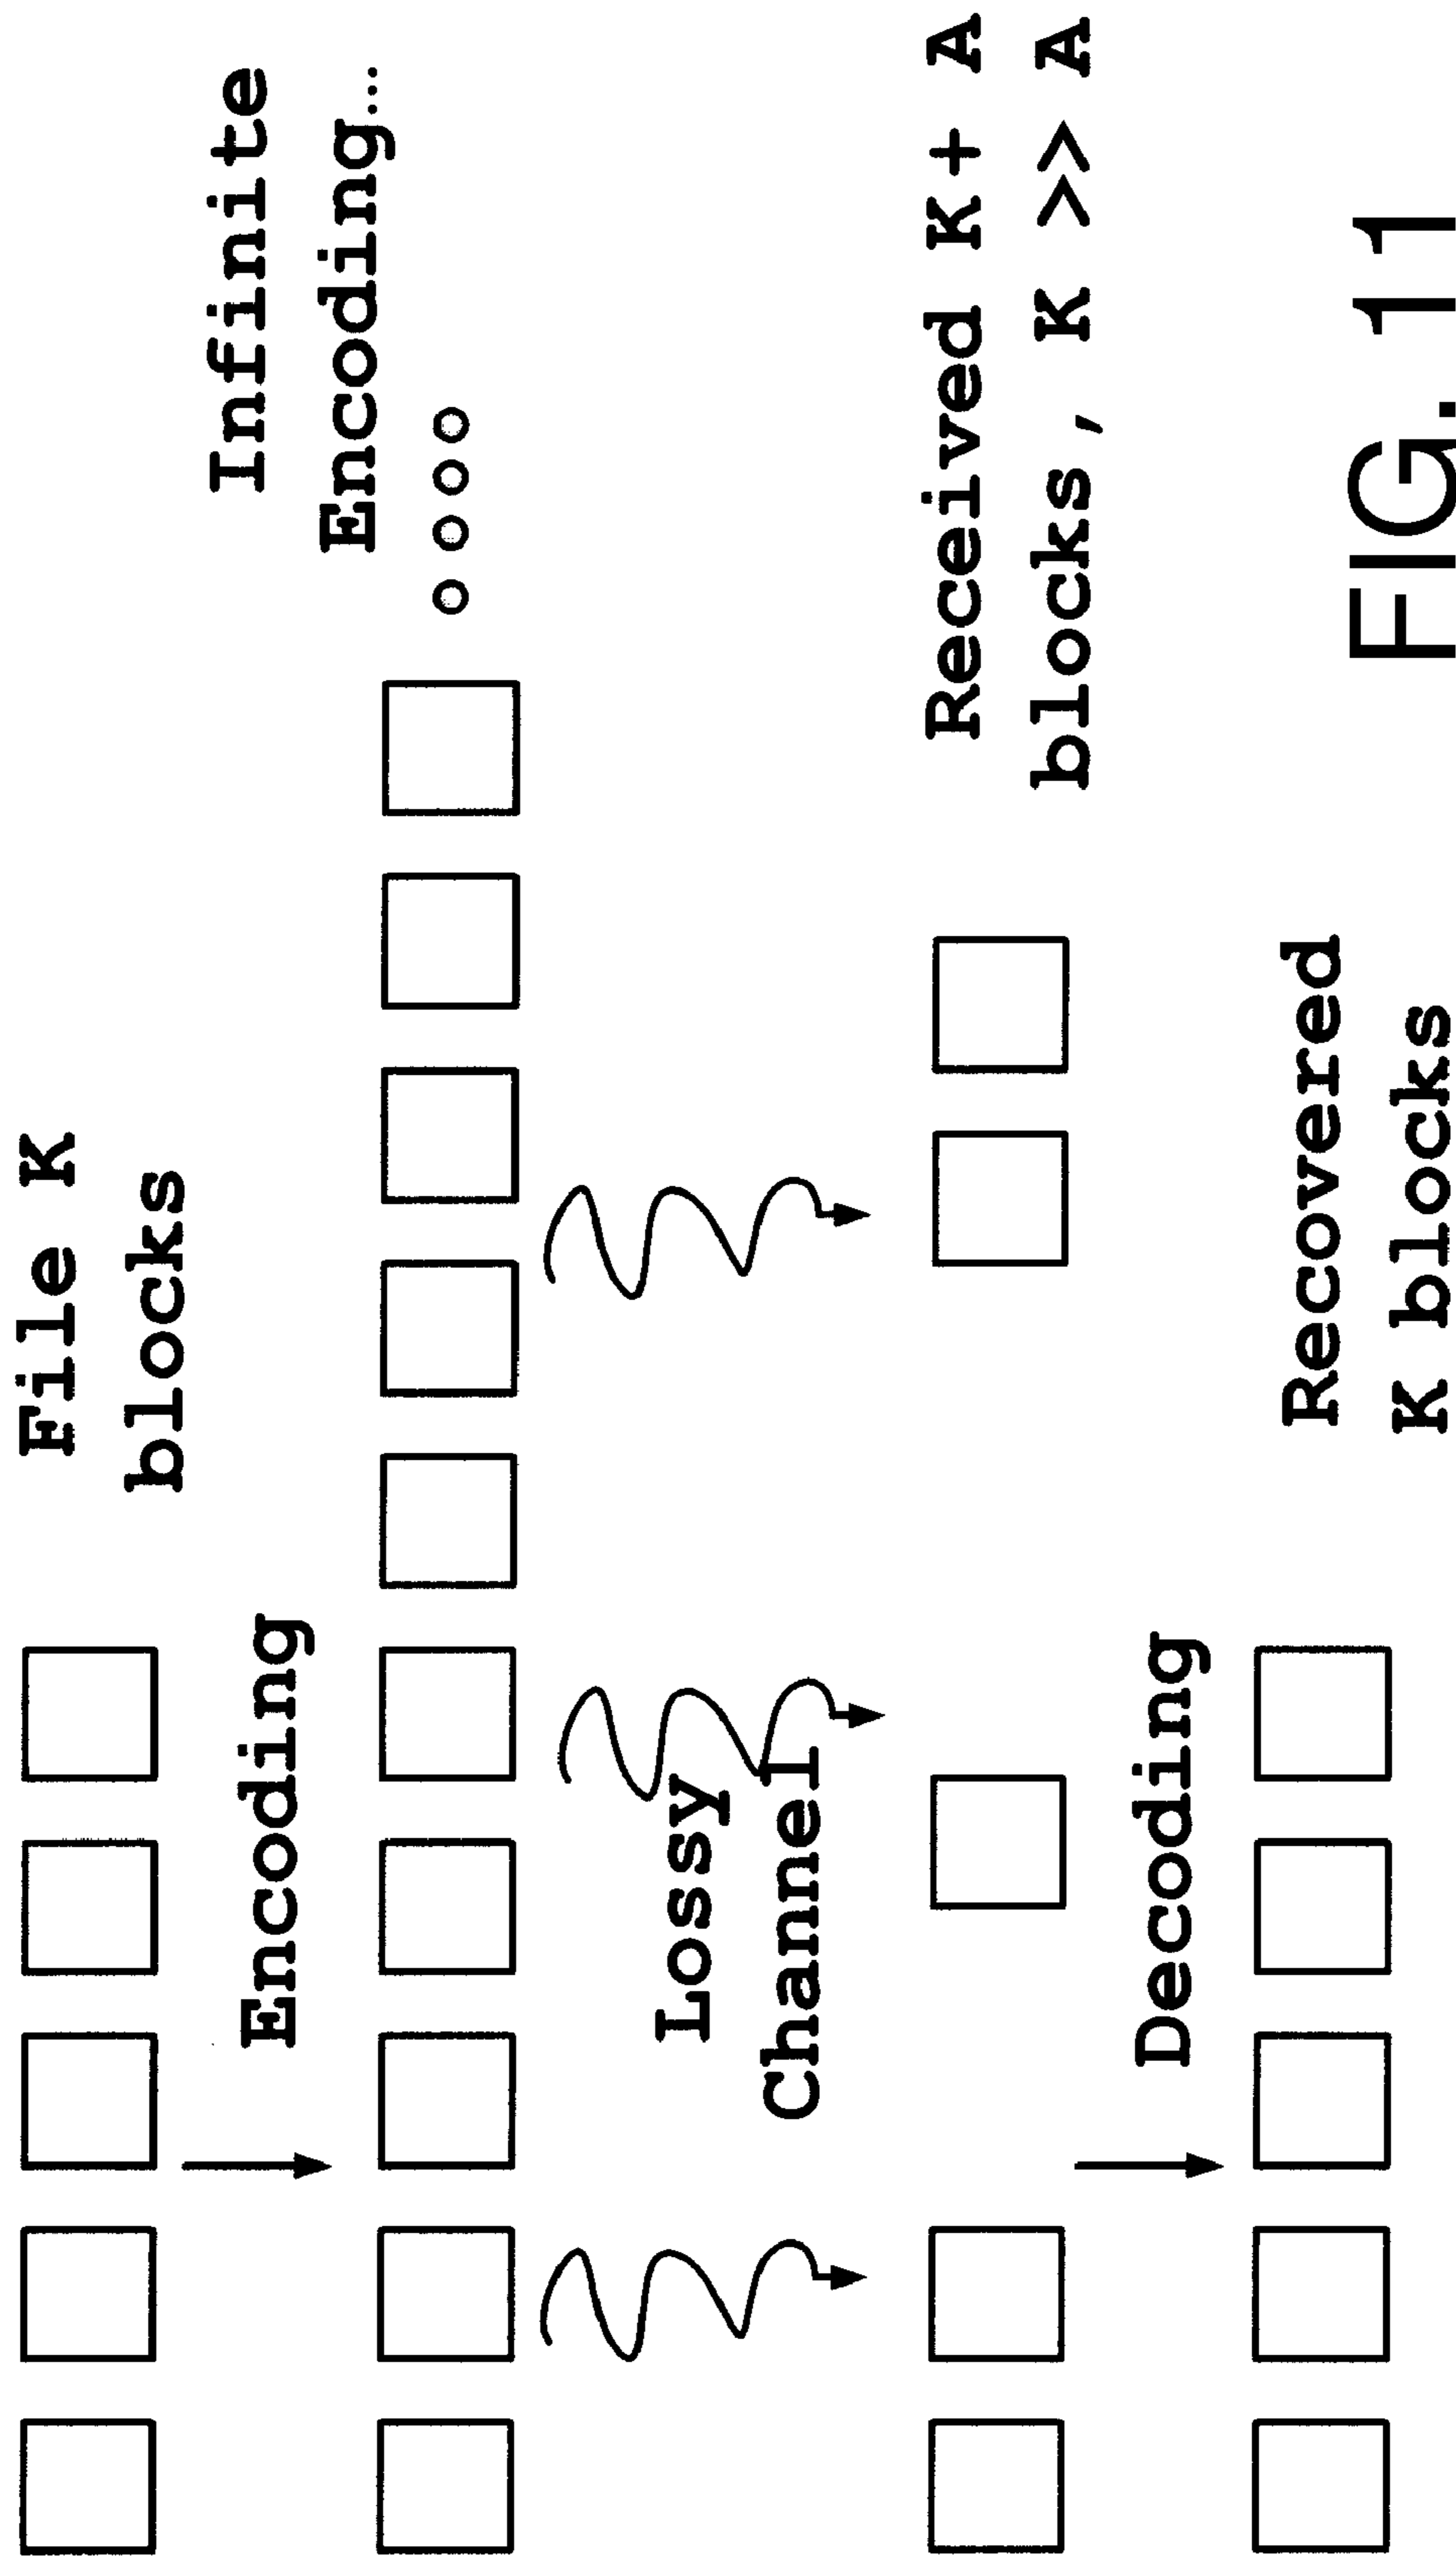 File K
blocks
Encoding
Infinite
Encoding...
Lossy
Channel
Received K+ A
blocks, K >> A
Decoding
Recovered
K blocks
FIG. 11